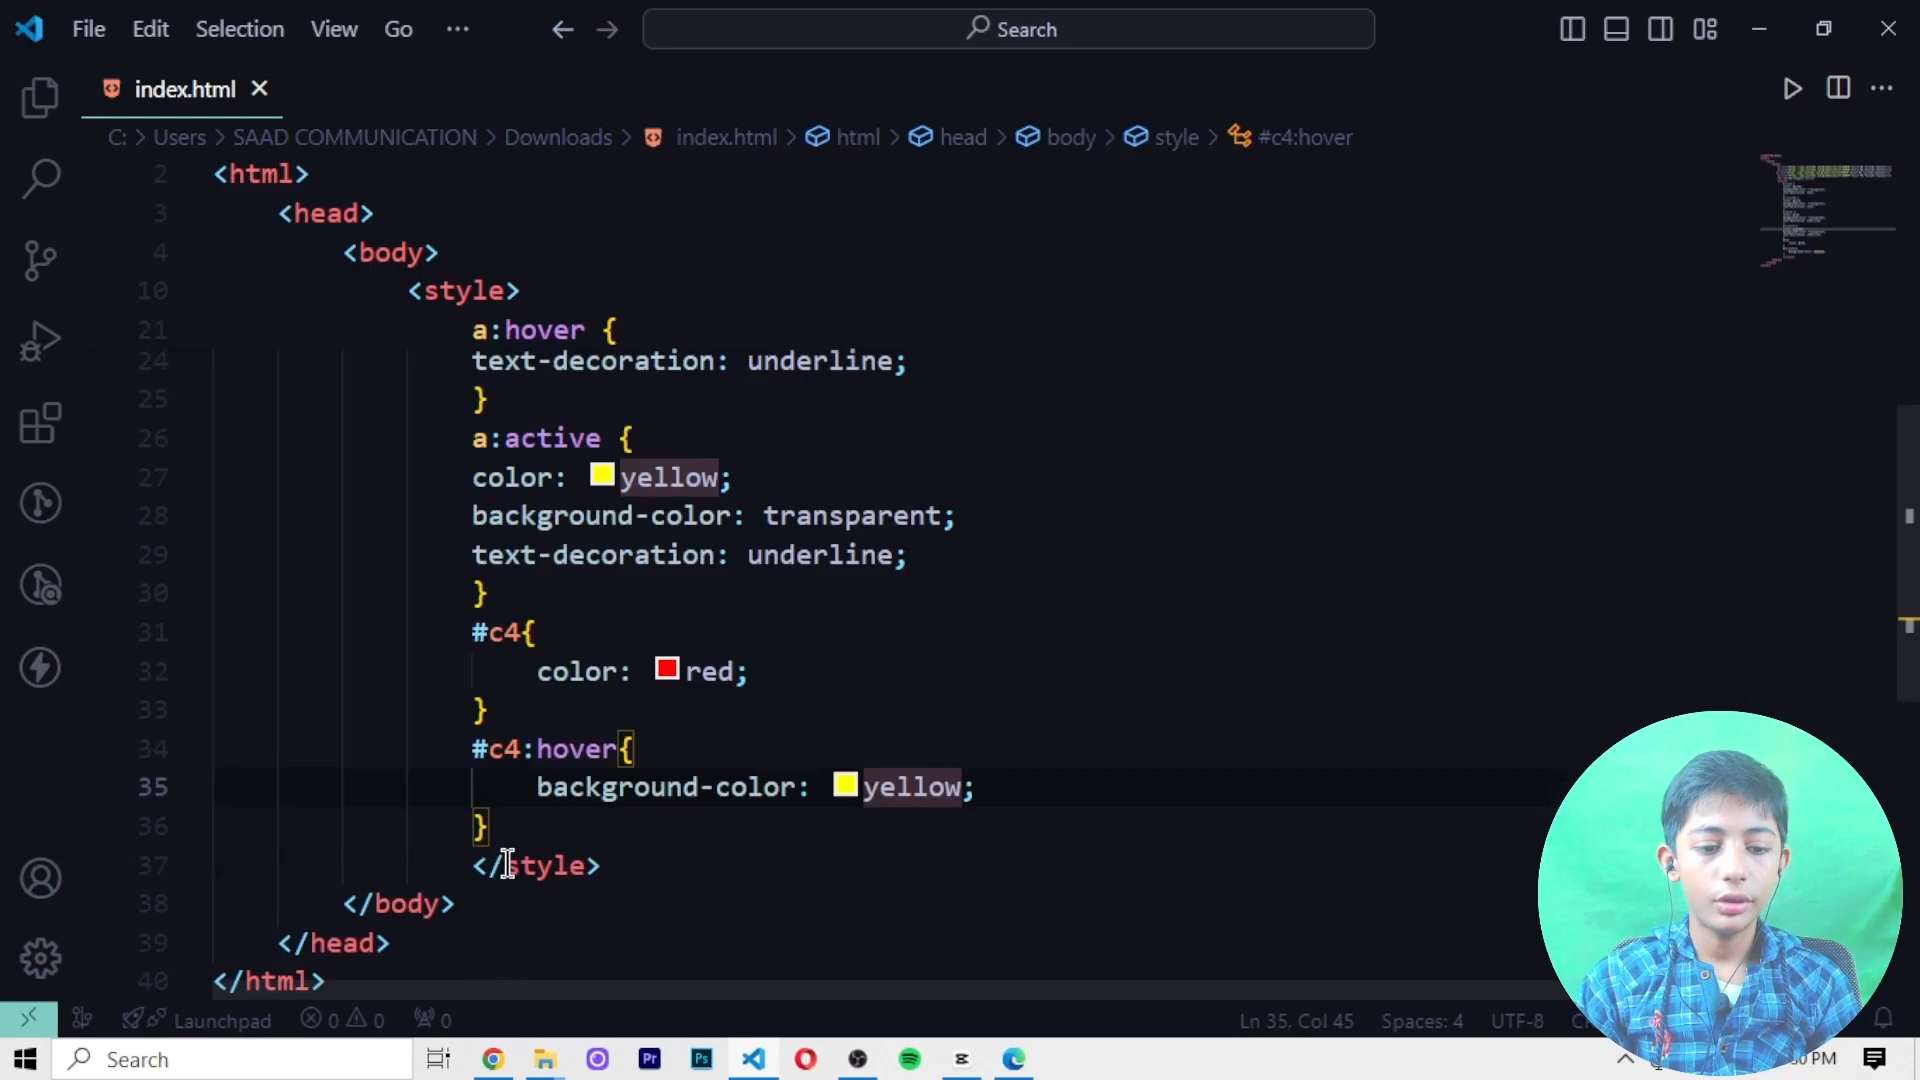 File Edit Selection View Go ··· Search
index.html
C: > Users > SAAD COMMUNICATION > Downloads > index.html > html > head > body > style > #c4:hover
2 <html>
3 <head>
4 <body>
10 <style>
21 a:hover {
24 text-decoration: underline;
25 }
26 a:active {
27 color: yellow;
28 background-color: transparent;
29 text-decoration: underline;
30 }
31 #c4{
32 color: red;
33 }
34 #c4:hover{
35 background-color: yellow;
36 }
37 </style>
38 </body>
39 </head>
40 </html>
Launchpad 0 0 0 Ln 35, Col 45 Spaces: 4 UTF-8
Search Pr Ps PM